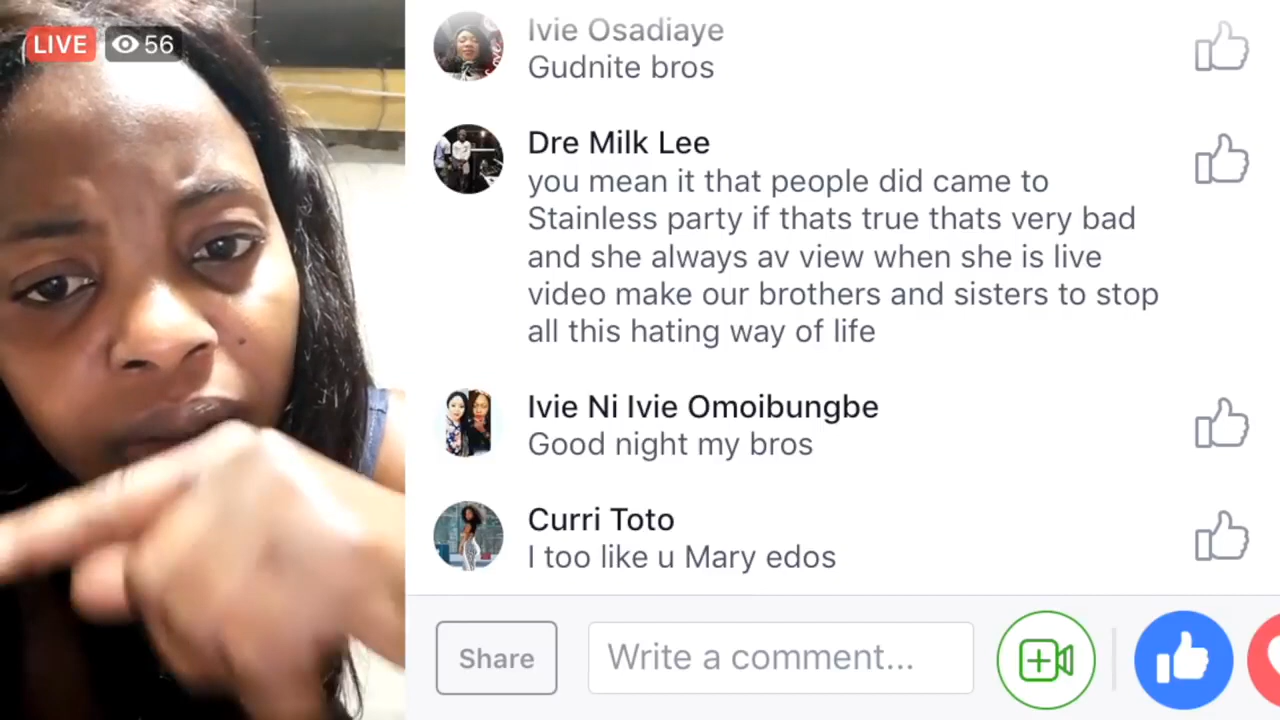 LIVE 56
Ivie Osadiaye
Gudnite bros
Dre Milk Lee
you mean it that people did came to
Stainless party if thats true thats very bad
and she always av view when she is live
video make our brothers and sisters to stop
all this hating way of life
Ivie Ni Ivie Omoibungbe
Good night my bros
Curri Toto
I too like u Mary edos
Share
Write a comment...